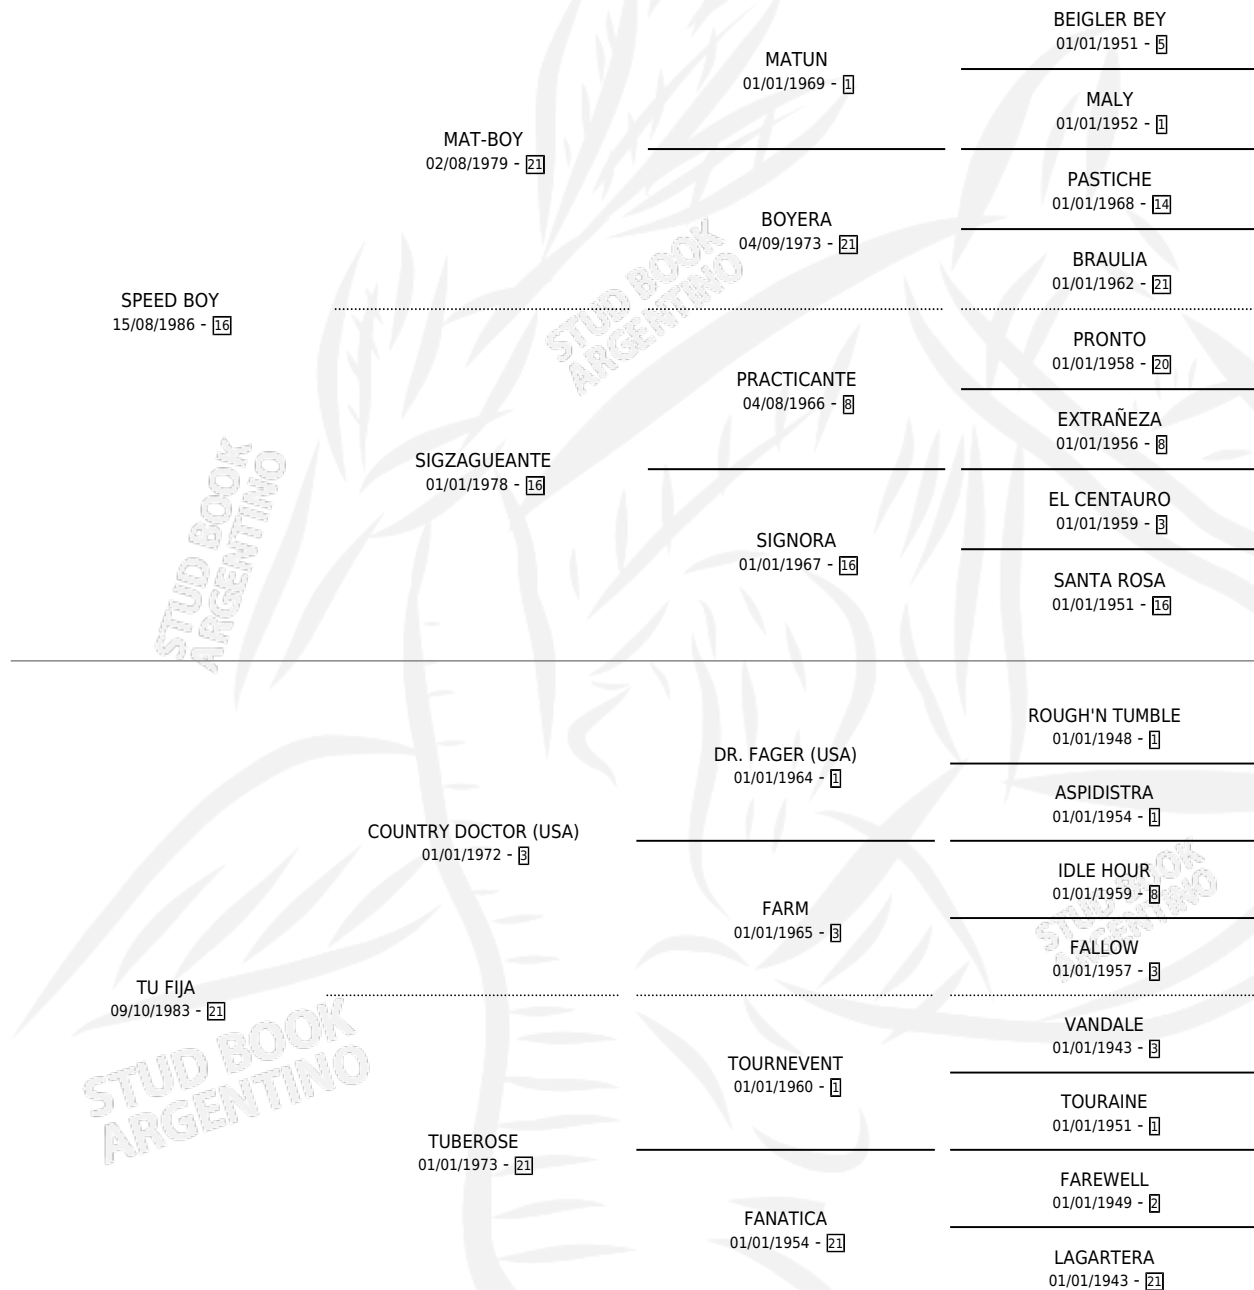 BEIGLER BEY
01/01/1951 - 5
MATUN
01/01/1969 - 1
MALY
01/01/1952 - 1
MAT-BOY
02/08/1979 - 21
PASTICHE
01/01/1968 - 14
BOYERA
04/09/1973 - 21
BRAULIA
01/01/1962 - 21
SPEED BOY
15/08/1986 - 16
PRONTO
01/01/1958 - 20
PRACTICANTE
04/08/1966 - 8
EXTRAÑEZA
01/01/1956 - 8
SIGZAGUEANTE
01/01/1978 - 16
EL CENTAURO
01/01/1959 - 3
SIGNORA
01/01/1967 - 16
SANTA ROSA
01/01/1951 - 16
STUD BOOK
ARGENTINO
STUD BOOK
ARGENTINO
ROUGH'N TUMBLE
01/01/1948 - 1
DR. FAGER (USA)
01/01/1964 - 1
ASPIDISTRA
01/01/1954 - 1
COUNTRY DOCTOR (USA)
01/01/1972 - 3
IDLE HOUR
01/01/1959 - 8
FARM
01/01/1965 - 3
FALLOW
01/01/1957 - 3
TU FIJA
09/10/1983 - 21
VANDALE
01/01/1943 - 3
TOURNEVENT
01/01/1960 - 1
TOURAINE
01/01/1951 - 1
TUBEROSE
01/01/1973 - 21
FAREWELL
01/01/1949 - 2
FANATICA
01/01/1954 - 21
LAGARTERA
01/01/1943 - 21
STUD BOOK
ARGENTINO
STUD BOOK
ARGENTINO